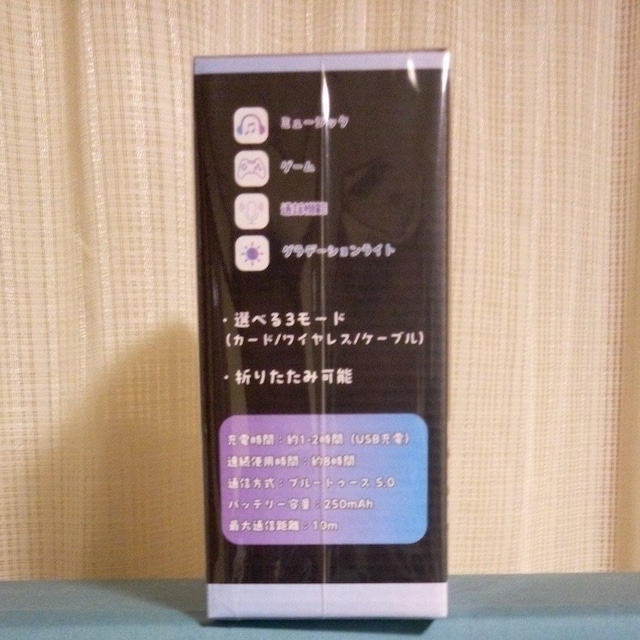 ミュージック
ゲーム
通話機能
グラデーションライト
・選べる3モード
(カード/ワイヤレス/ケーブル)
・折りたたみ可能
充電時間：約1-2時間 (USB充電)
連続使用時間：約8時間
通信方式：ブルートゥース 5.0
バッテリー容量：250mAh
最大通信距離：10m